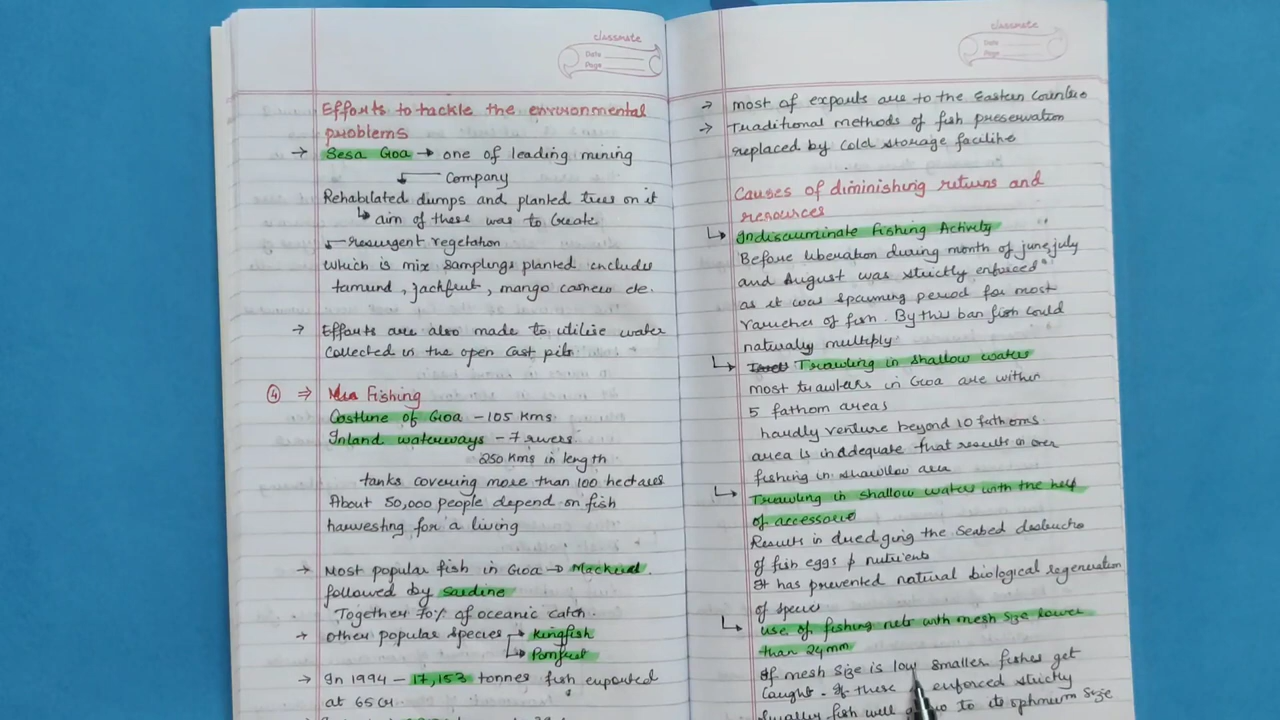 classmate
Date
Page
Efforts to tackle the environmental
problems
→ Sesa Goa → one of leading mining
Company
Rehabilated dumps and planted trees on it
aim of these was to create
resurgent vegetation
which is mix samplings planted includes
tamrind, jackfruit, mango cashew etc.
→ Efforts are also made to utilise water
collected in the open cast pits
④ ⇒ Fishing
Costline of Goa - 105 kms
Inland waterways - 7 rivers
250 kms in length
tanks covering more than 100 hectares
About 50,000 people depend on fish
harvesting for a living
→ Most popular fish in Goa → Mackerel
followed by sardine
Together 70% of oceanic catch.
→ Other popular species → kingfish
→ Pomfret
→ In 1994 - 17,153 tonnes fish exported
at 65 cr
classmate
Date
Page
→ most of exports are to the Eastern Countrie
→ Traditional methods of fish preservation
replaced by cold storage facilitie
Causes of diminishing returns and
resources
↳ Indiscriminate Fishing Activity
Before liberation during month of june, july
and August was strictly enforced
as it was spawning period for most
varieties of fish. By this ban fish could
naturally multiply
↳ Trawling in shallow water
most trawlers in Goa are within
5 fathom areas
hardly venture beyond 10 fathoms.
area is inadequate that results in over
fishing in shallow area
↳ Trawling in shallow water with the help
of accessorie
Results in dredging the Seabed
of fish eggs & nutrients
It has prevented natural biological regeneration
of species
↳ use of fishing nets with mesh size lower
than 24mm
If mesh size is low smaller fishes get
caught. If these enforced strictly
fish well to its size